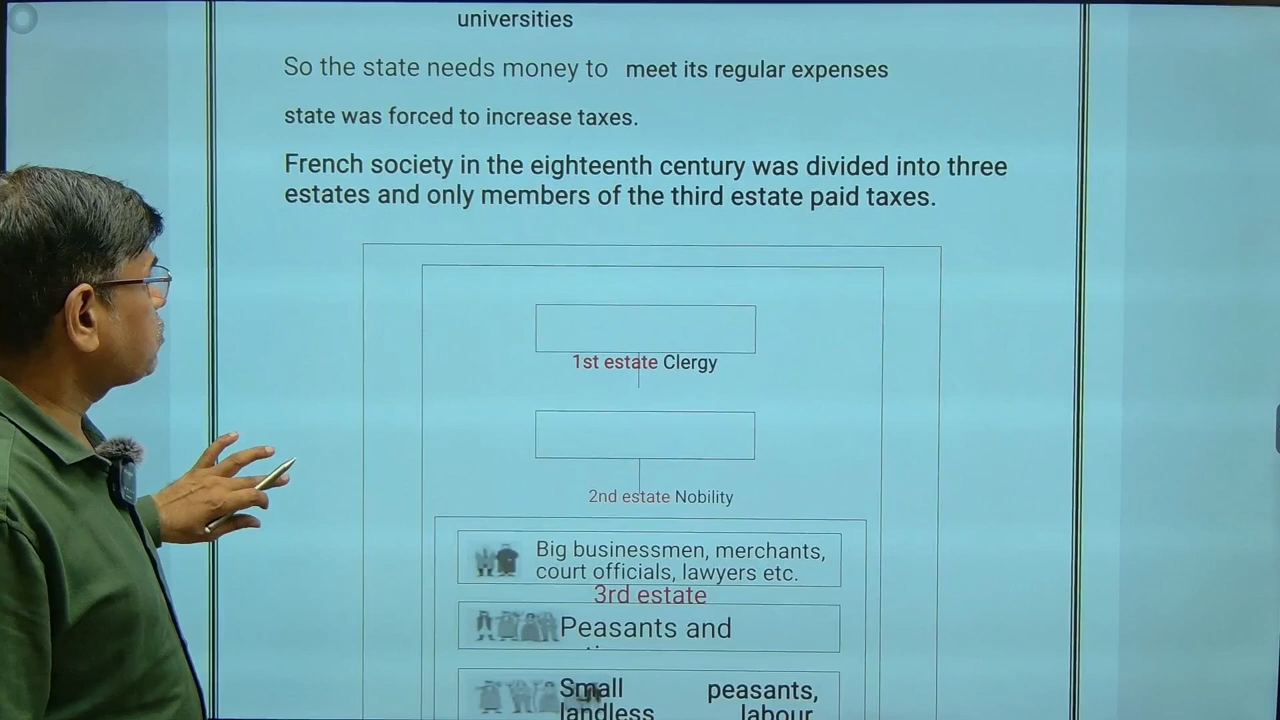 universities
So the state needs money to meet its regular expenses
state was forced to increase taxes.
French society in the eighteenth century was divided into three
estates and only members of the third estate paid taxes.
1st estate Clergy
2nd estate Nobility
Big businessmen, merchants,
court officials, lawyers etc.
3rd estate
Peasants and
Small peasants,
landless labour